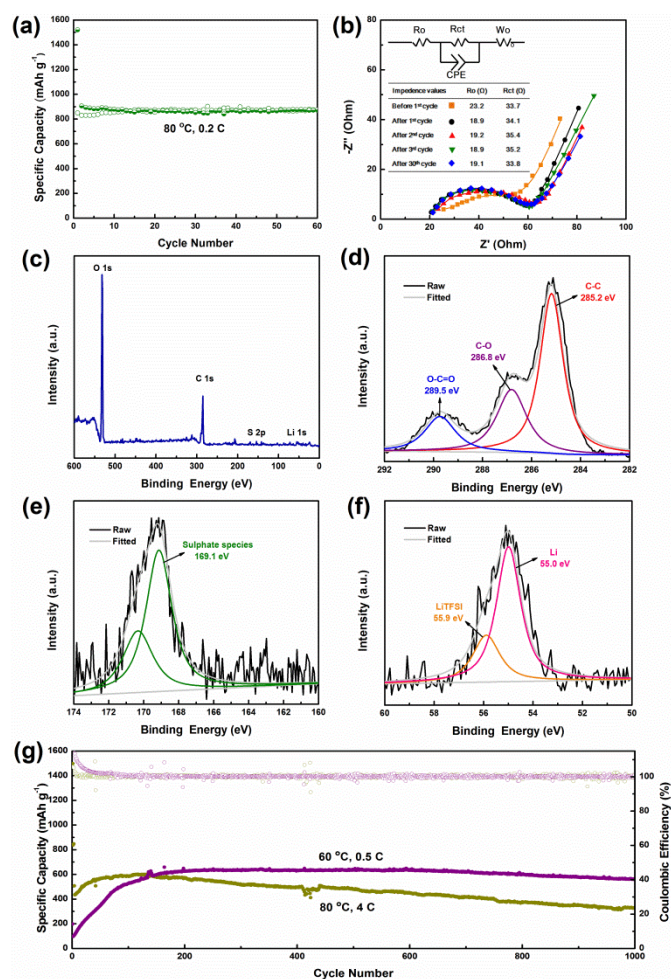 (a)
1600
1400
1200
1000
800
600
400
200
0
80 °C, 0.2 C
0 10 20 30 40 50 60
Specific Capacity (mAh g⁻¹)
Cycle Number
(b)
60
40
20
0
Ro Rct Wo
CPE
Impedence values Ro (Ω) Rct (Ω)
Before 1st cycle 23.2 33.7
After 1st cycle 18.9 34.1
After 2nd cycle 19.2 35.4
After 3rd cycle 18.9 35.2
After 30th cycle 19.1 33.8
0 20 40 60 80 100
-Z'' (Ohm)
Z' (Ohm)
(c)
O 1s
C 1s
S 2p Li 1s
600 500 400 300 200 100 0
Intensity (a.u.)
Binding Energy (eV)
(d)
Raw
Fitted
C-C
285.2 eV
C-O
286.8 eV
O-C=O
289.5 eV
292 290 288 286 284 282
Intensity (a.u.)
Binding Energy (eV)
(e)
Raw
Fitted
Sulphate species
169.1 eV
174 172 170 168 166 164 162 160
Intensity (a.u.)
Binding Energy (eV)
(f)
Raw
Fitted
Li
55.0 eV
LiTFSI
55.9 eV
60 58 56 54 52 50
Intensity (a.u.)
Binding Energy (eV)
(g)
1600
1400
1200
1000
800
600
400
200
0
60 °C, 0.5 C
80 °C, 4 C
100
80
60
40
20
0
0 200 400 600 800 1000
Specific Capacity (mAh g⁻¹)
Coulombic Efficiency (%)
Cycle Number